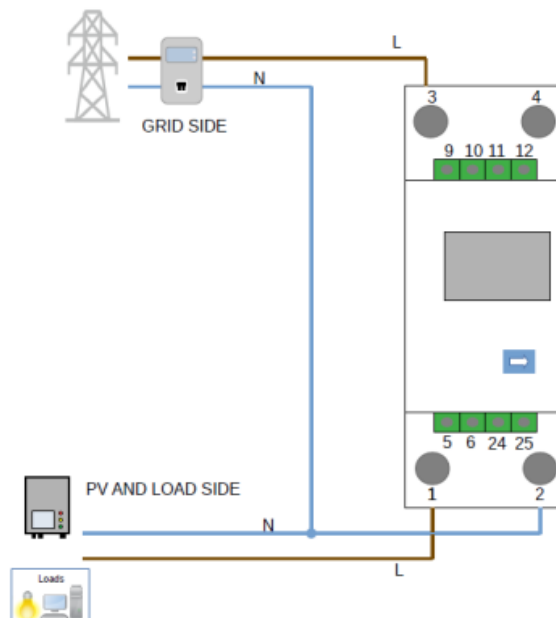 L
N
GRID SIDE
3 4
9 10 11 12
5 6 24 25
PV AND LOAD SIDE
1 2
N
L
Loads